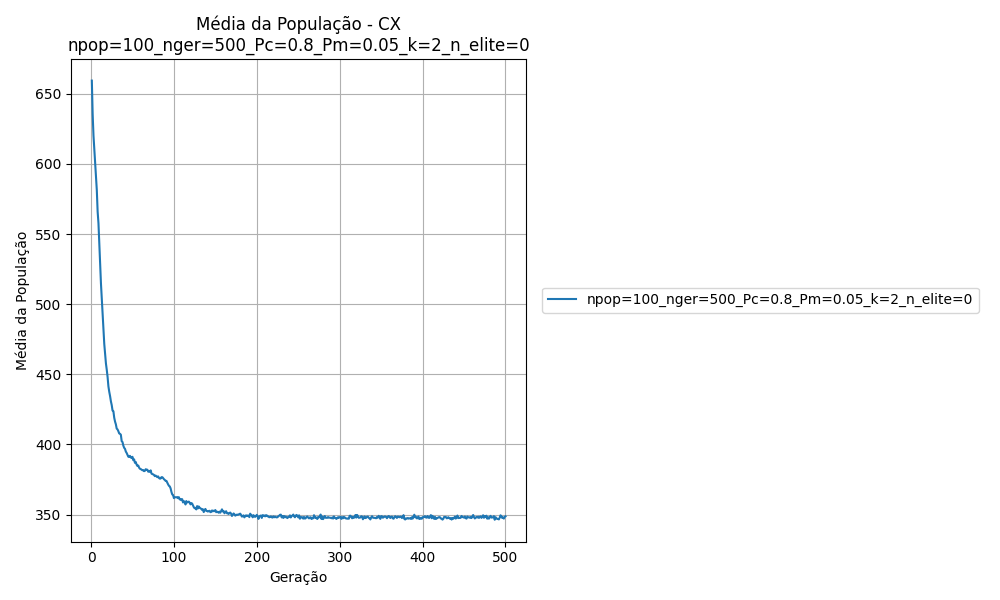 Média da População - CX
npop=100_nger=500_Pc=0.8_Pm=0.05_k=2_n_elite=0
Média da População
650
600
550
500
450
400
350
0 100 200 300 400 500
Geração
npop=100_nger=500_Pc=0.8_Pm=0.05_k=2_n_elite=0